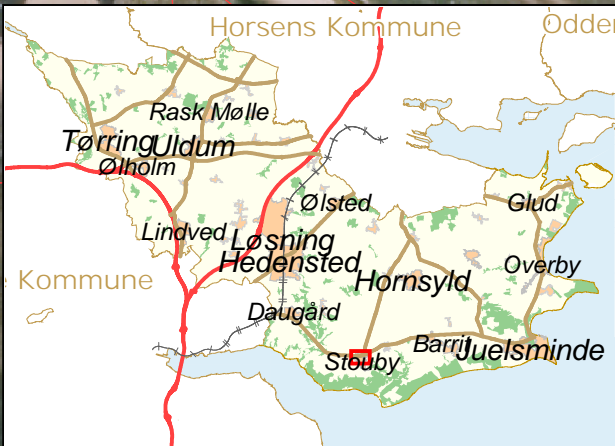 Horsens Kommune
Odder
Rask Mølle
Tørring
Uldum
Ølholm
Ølsted
Glud
Lindved
Løsning
Hedensted
Overby
Hornsyld
e Kommune
Daugård
Barrit
Juelsminde
Stouby